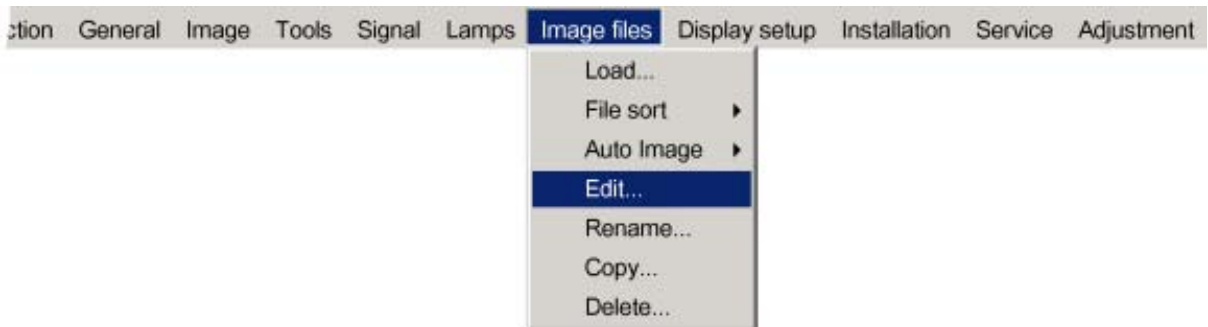 ction General Image Tools Signal Lamps Image files Display setup Installation Service Adjustment
Load...
File sort
Auto Image
Edit...
Rename...
Copy...
Delete...